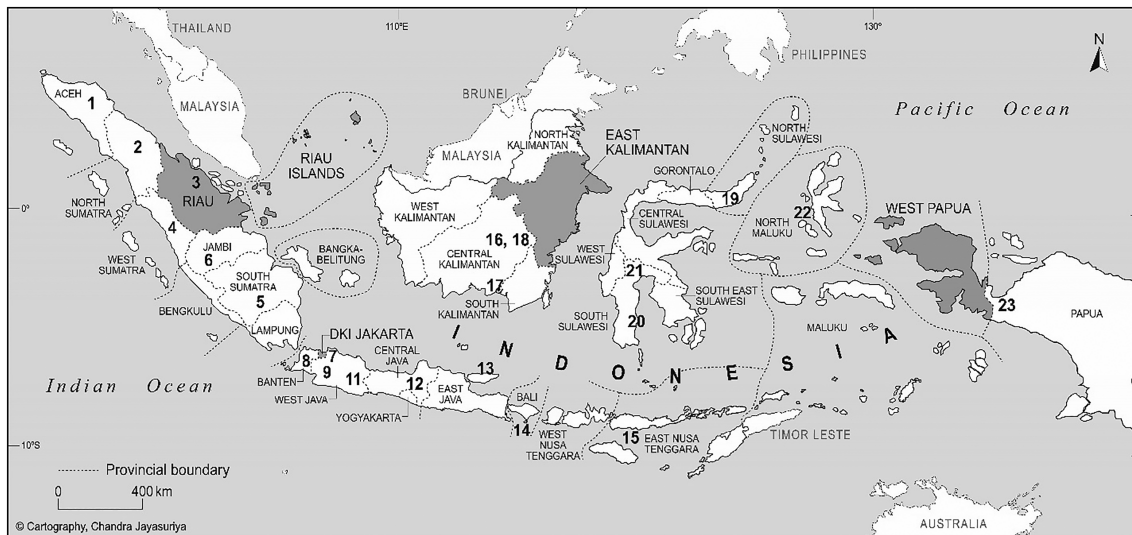 110°E
130°
THAILAND
PHILIPPINES
N
ACEH
1
MALAYSIA
BRUNEI
Pacific Ocean
2
NORTH
KALIMANTAN
EAST
KALIMANTAN
NORTH
SULAWESI
RIAU
ISLANDS
MALAYSIA
GORONTALO
3
RIAU
19
0°
NORTH
SUMATRA
WEST
KALIMANTAN
CENTRAL
SULAWESI
22
NORTH
MALUKU
WEST PAPUA
4
JAMBI
6
BANGKA-
BELITUNG
16, 18
CENTRAL
KALIMANTAN
WEST
SULAWESI
WEST
SUMATRA
SOUTH
SUMATRA
5
17
21
SOUTH EAST
SULAWESI
BENGKULU
SOUTH
KALIMANTAN
SOUTH
SULAWESI
20
MALUKU
23
PAPUA
LAMPUNG
INDONESIA
DKI JAKARTA
7
8
9
CENTRAL
JAVA
13
Indian Ocean
BANTEN
11
12
EAST
JAVA
BALI
WEST JAVA
YOGYAKARTA
14
WEST
NUSA
TENGGARA
15
EAST NUSA
TENGGARA
TIMOR LESTE
10°S
Provincial boundary
0
400 km
© Cartography, Chandra Jayasuriya
AUSTRALIA